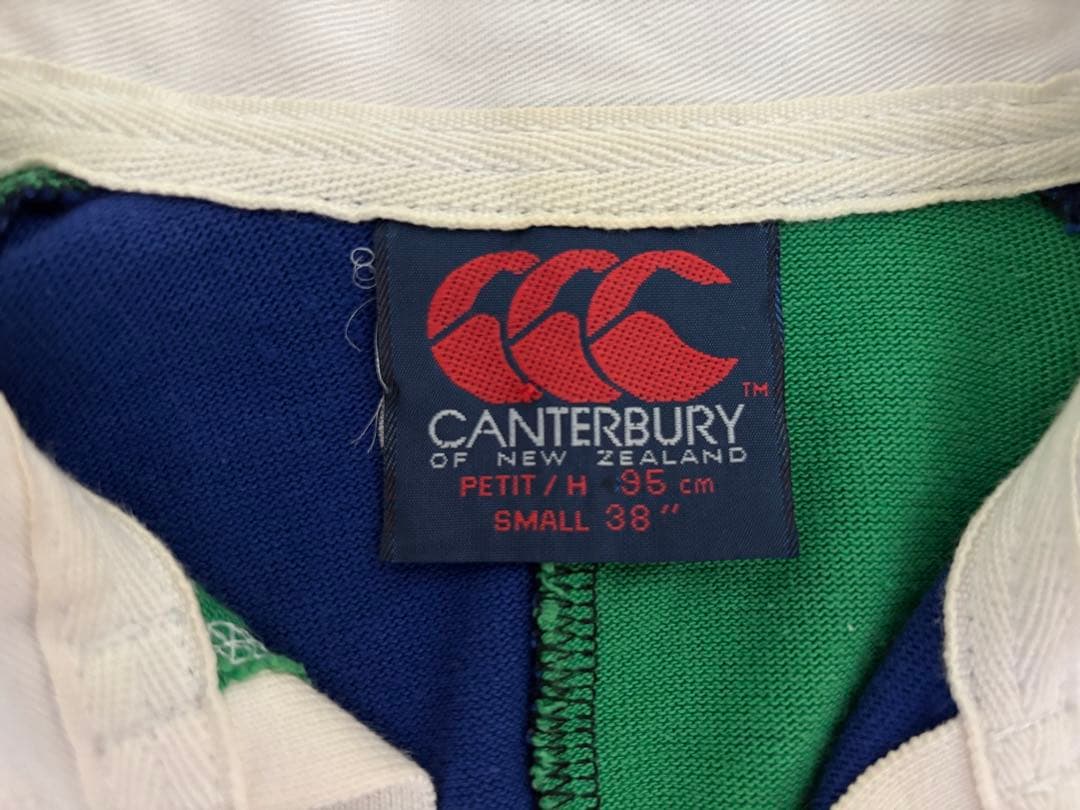 TM
CANTERBURY
OF NEW ZEALAND
PETIT / H 95 cm
SMALL 38"